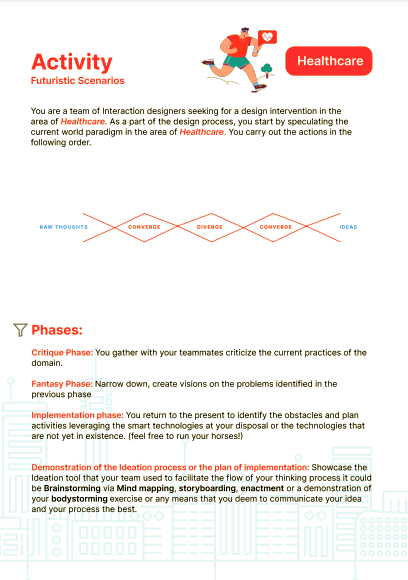 Activity
Futuristic Scenarios
Healthcare
You are a team of Interaction designers seeking for a design intervention in the
area of Healthcare. As a part of the design process, you start by speculating the
current world paradigm in the area of Healthcare. You carry out the actions in the
following order.
RAW THOUGHTS
CONVERGE
DIVERGE
CONVERGE
IDEAS
Phases:
Critique Phase: You gather with your teammates criticize the current practices of the
domain.
Fantasy Phase: Narrow down, create visions on the problems identified in the
previous phase
Implementation phase: You return to the present to identify the obstacles and plan
activities leveraging the smart technologies at your disposal or the technologies that
are not yet in existence. (feel free to run your horses!)
Demonstration of the Ideation process or the plan of implementation: Showcase the
Ideation tool that your team used to facilitate the flow of your thinking process it could
be Brainstorming via Mind mapping, storyboarding, enactment or a demonstration of
your bodystorming exercise or any means that you deem to communicate your idea
and your process the best.